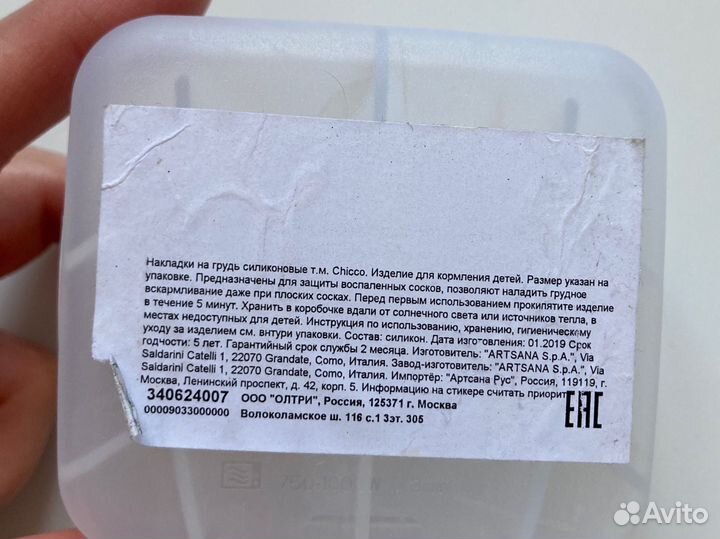 Накладки на грудь силиконовые т.м. Chicco. Изделие для кормления детей. Размер указан на
упаковке. Предназначены для защиты воспаленных сосков, позволяют наладить грудное
вскармливание даже при плоских сосках. Перед первым использованием прокипятите изделие
в течение 5 минут. Хранить в коробочке вдали от солнечного света или источников тепла, в
местах недоступных для детей. Инструкция по использованию, хранению, гигиеническому
уходу за изделием см. внтури упаковки. Состав: силикон. Дата изготовления: 01.2019 Срок
годчости: 5 лет. Гарантийный срок службы 2 месяца. Изготовитель: "ARTSANA S.p.A.", Via
Saldarini Catelli 1, 22070 Grandate, Como, Италия. Завод-изготовитель: "ARTSANA S.p.A.", Via
Saldarini Catelli 1, 22070 Grandate, Como, Италия. Импортёр: "Артсана Рус", Россия, 119119, г.
Москва, Ленинский проспект, д. 42, корп. 5. Информацию на стикере считать приорит
340624007 ООО "ОЛТРИ", Россия, 125371 г. Москва
00009033000000 Волоколамское ш. 116 с.1 3эт. 305
EAC
Avito